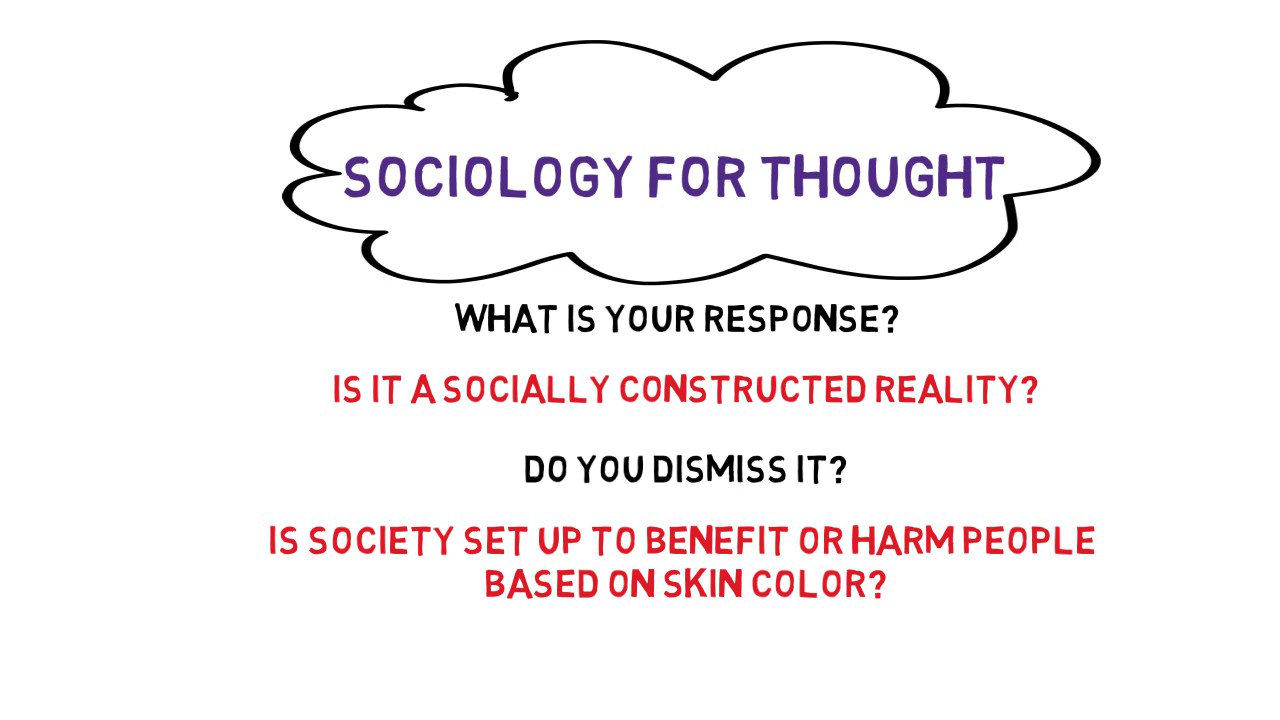 SOCIOLOGY FOR THOUGHT
WHAT IS YOUR RESPONSE?
IS IT A SOCIALLY CONSTRUCTED REALITY?
DO YOU DISMISS IT?
IS SOCIETY SET UP TO BENEFIT OR HARM PEOPLE
BASED ON SKIN COLOR?